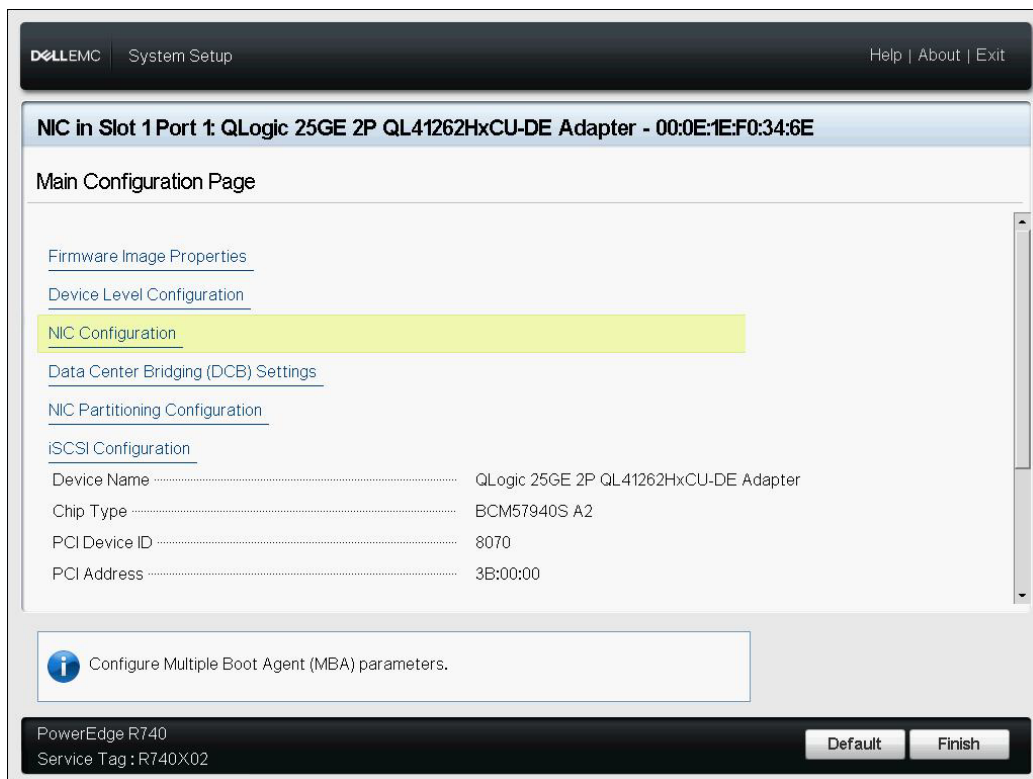 DELLEMC System Setup Help | About | Exit
NIC in Slot 1 Port 1: QLogic 25GE 2P QL41262HxCU-DE Adapter - 00:0E:1E:F0:34:6E
Main Configuration Page
Firmware Image Properties
Device Level Configuration
NIC Configuration
Data Center Bridging (DCB) Settings
NIC Partitioning Configuration
iSCSI Configuration
Device Name QLogic 25GE 2P QL41262HxCU-DE Adapter
Chip Type BCM57940S A2
PCI Device ID 8070
PCI Address 3B:00:00
Configure Multiple Boot Agent (MBA) parameters.
PowerEdge R740
Service Tag : R740X02
Default Finish